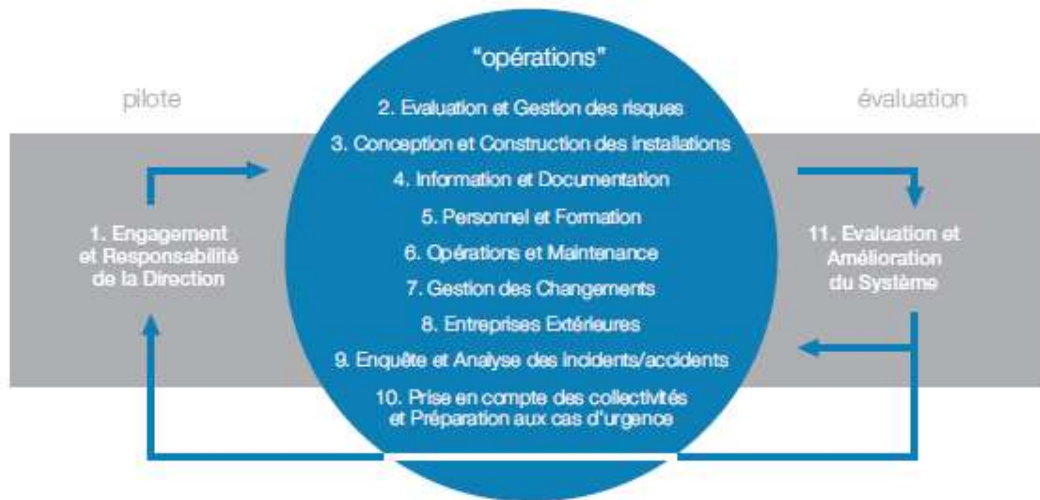 pilote
1. Engagement
et Responsabilité
de la Direction
“opérations”
2. Evaluation et Gestion des risques
3. Conception et Construction des installations
4. Information et Documentation
5. Personnel et Formation
6. Opérations et Maintenance
7. Gestion des Changements
8. Entreprises Extérieures
9. Enquête et Analyse des incidents/accidents
10. Prise en compte des collectivités
et Préparation aux cas d'urgence
évaluation
11. Evaluation et
Amélioration
du Système